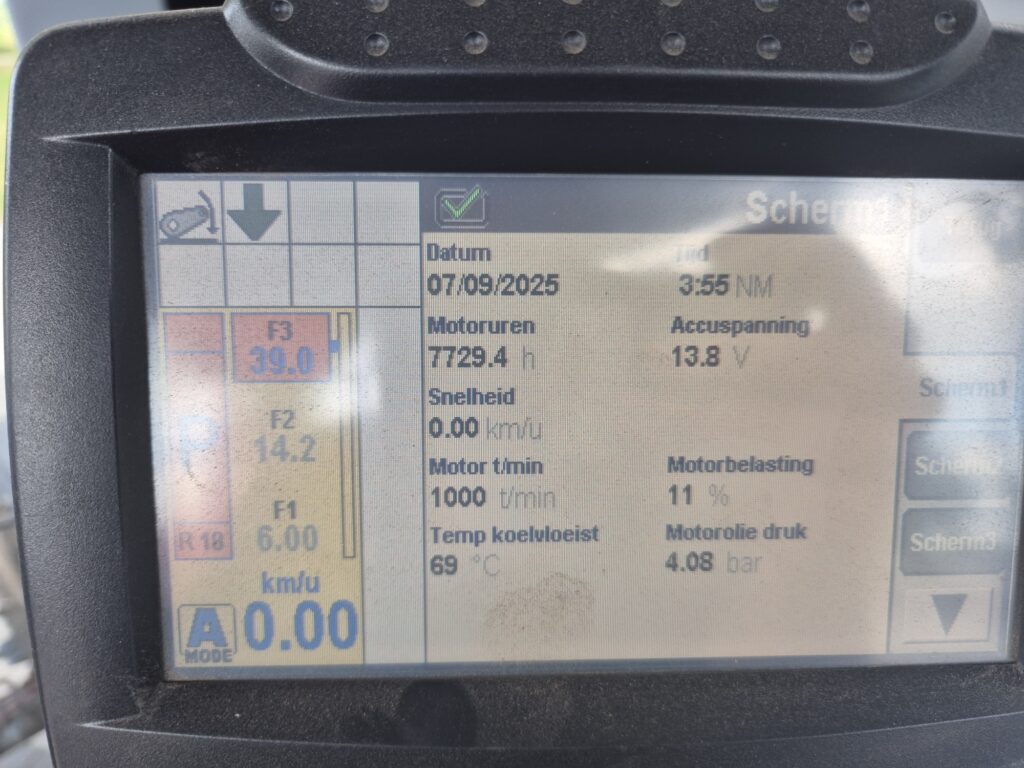 Datum
07/09/2025
3:55 NM
Motoruren
Accuspanning
7729.4 h
13.8 V
Snelheid
0.00 km/u
Motor t/min
Motorbelasting
1000 t/min
11 %
Temp koelvloeist
Motorolie druk
69 °C
4.08 bar
F3
39.0
F2
14.2
F1
6.00
P
R 18
km/u
A
MODE
0.00
Scherm1
Scherm2
Scherm3